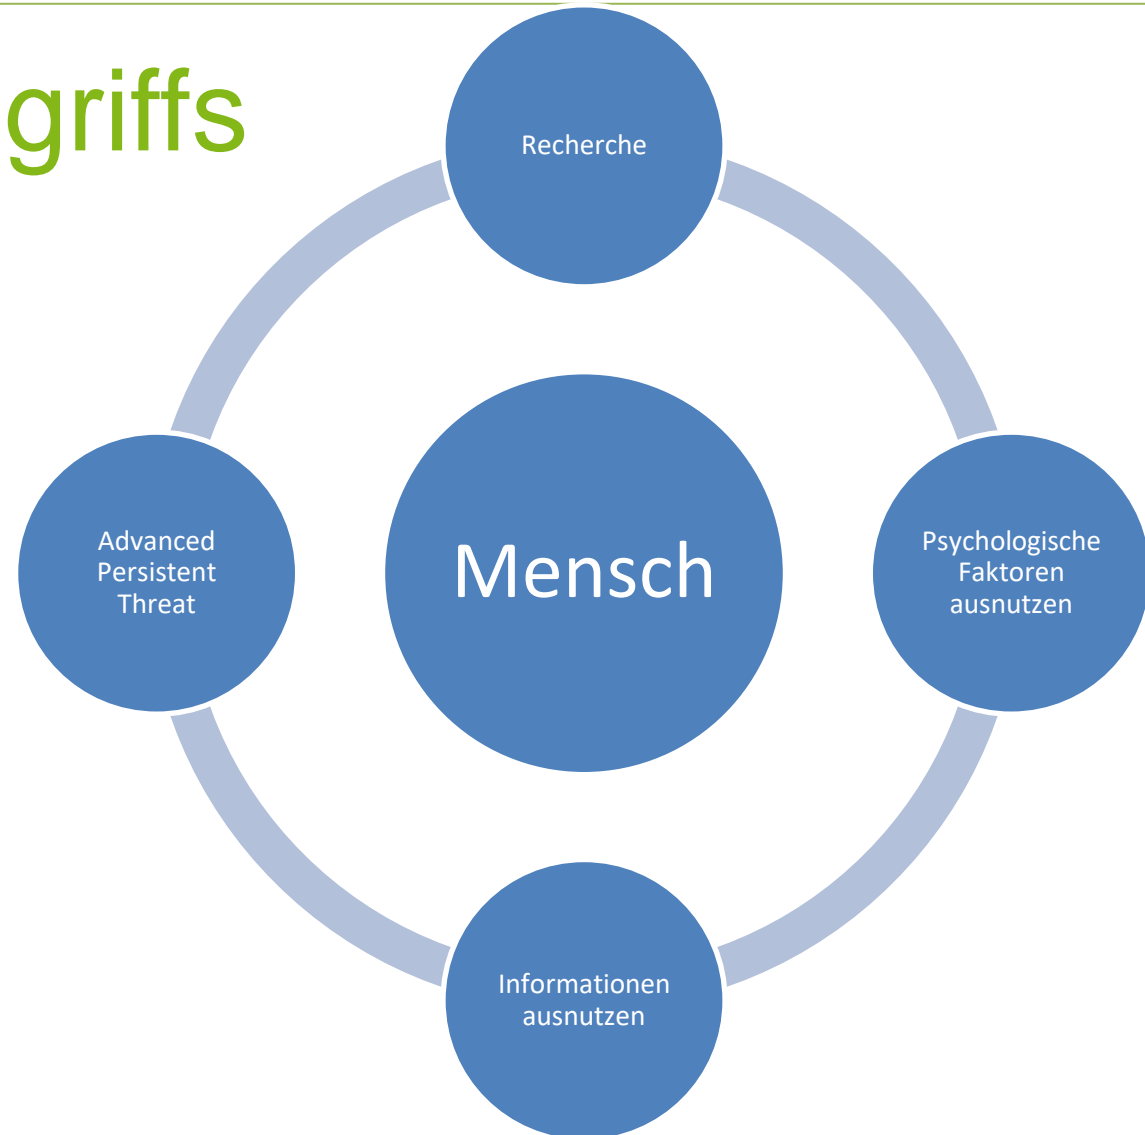 griffs
Recherche
Advanced
Persistent
Threat
Mensch
Psychologische
Faktoren
ausnutzen
Informationen
ausnutzen